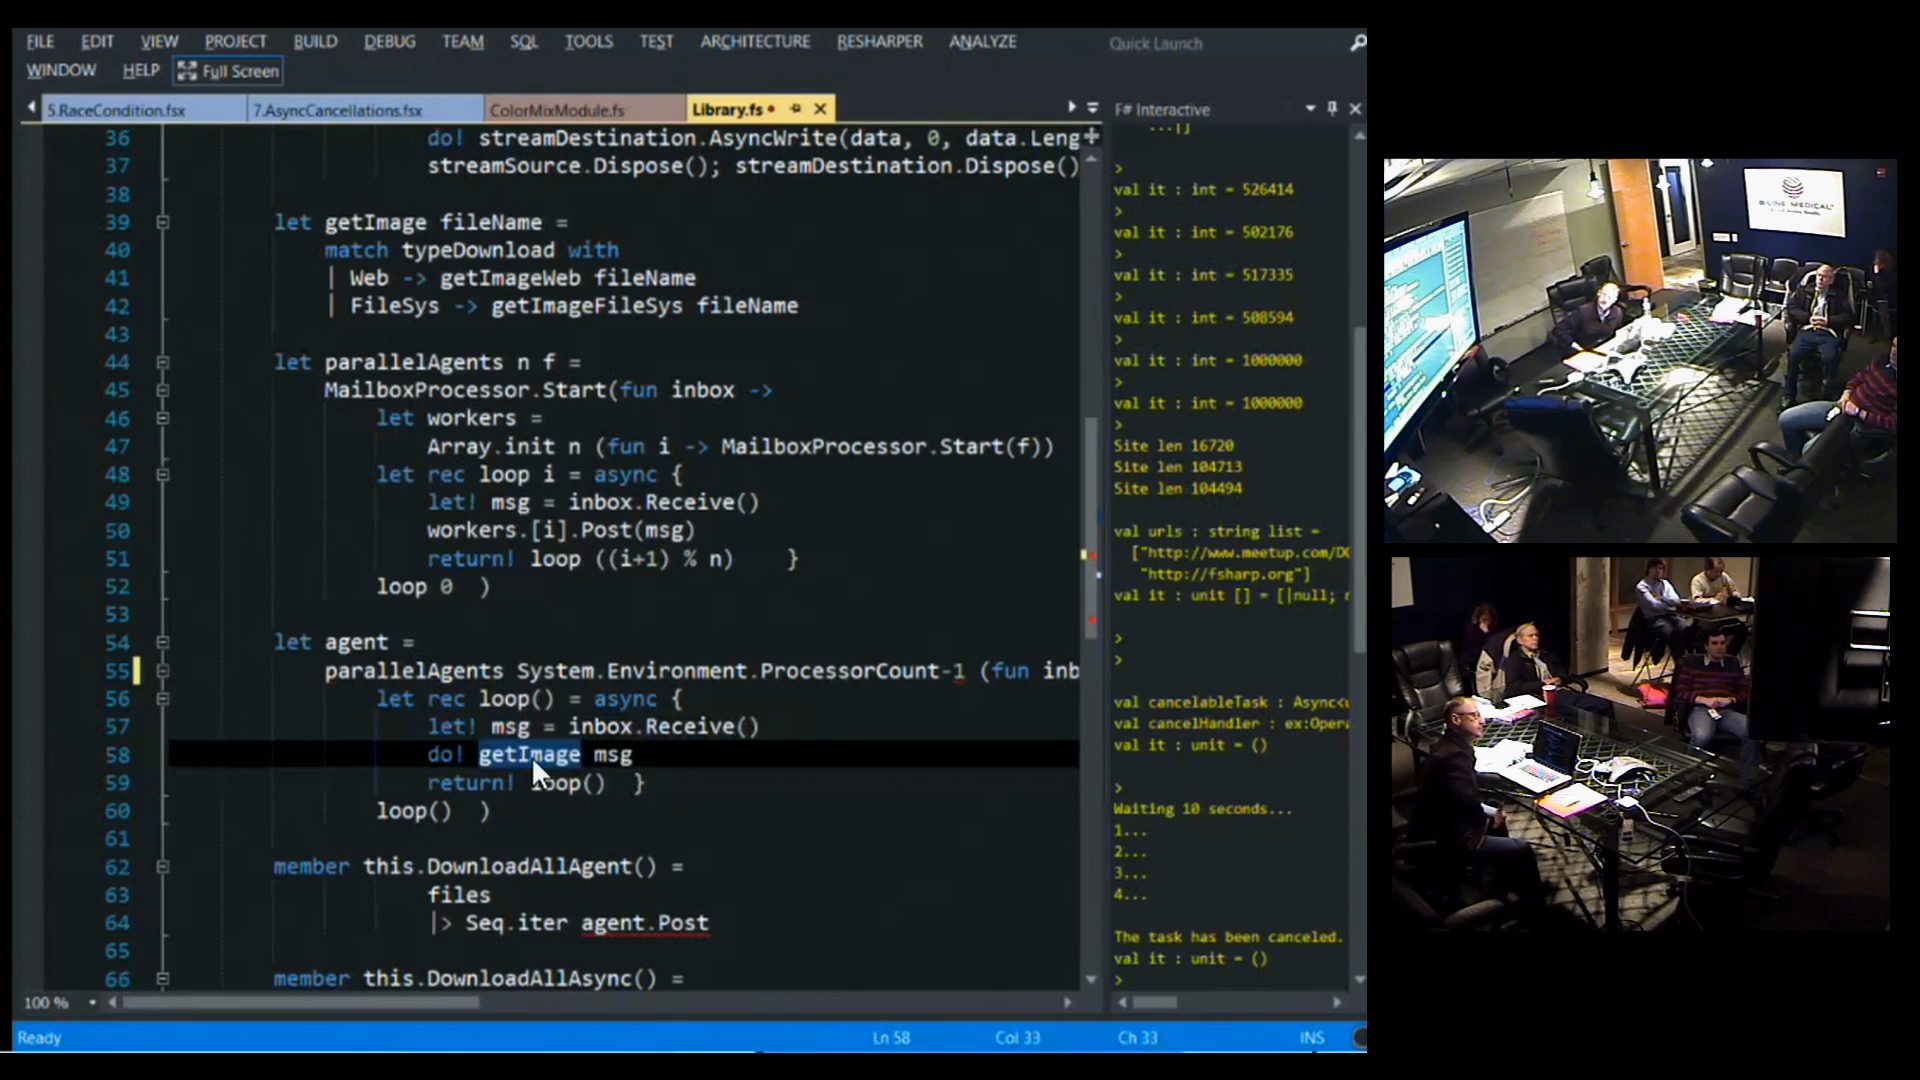 FILE EDIT VIEW PROJECT BUILD DEBUG TEAM SQL TOOLS TEST ARCHITECTURE RESHARPER ANALYZE
Quick Launch
WINDOW HELP Full Screen
5.RaceCondition.fsx 7.AsyncCancellations.fsx ColorMixModule.fs Library.fs
36 do! streamDestination.AsyncWrite(data, 0, data.Leng
37 streamSource.Dispose(); streamDestination.Dispose()
38
39 let getImage fileName =
40 match typeDownload with
41 | Web -> getImageWeb fileName
42 | FileSys -> getImageFileSys fileName
43
44 let parallelAgents n f =
45 MailboxProcessor.Start(fun inbox ->
46 let workers =
47 Array.init n (fun i -> MailboxProcessor.Start(f))
48 let rec loop i = async {
49 let! msg = inbox.Receive()
50 workers.[i].Post(msg)
51 return! loop ((i+1) % n) }
52 loop 0 )
53
54 let agent =
55 parallelAgents System.Environment.ProcessorCount-1 (fun inb
56 let rec loop() = async {
57 let! msg = inbox.Receive()
58 do! getImage msg
59 return! loop() }
60 loop() )
61
62 member this.DownloadAllAgent() =
63 files
64 |> Seq.iter agent.Post
65
66 member this.DownloadAllAsync() =
100 %
F# Interactive
...[]
>
val it : int = 526414
>
val it : int = 502176
>
val it : int = 517335
>
val it : int = 508594
>
val it : int = 1000000
>
val it : int = 1000000
>
Site len 16720
Site len 104713
Site len 104494
val urls : string list =
["http://www.meetup.com/DC
"http://fsharp.org"]
val it : unit [] = [|null; n
>
>
val cancelableTask : Async<u
val cancelHandler : ex:Opera
val it : unit = ()
>
Waiting 10 seconds...
1...
2...
3...
4...
The task has been canceled.
val it : unit = ()
>
Ready Ln 58 Col 33 Ch 33 INS
B-LINE MEDICAL